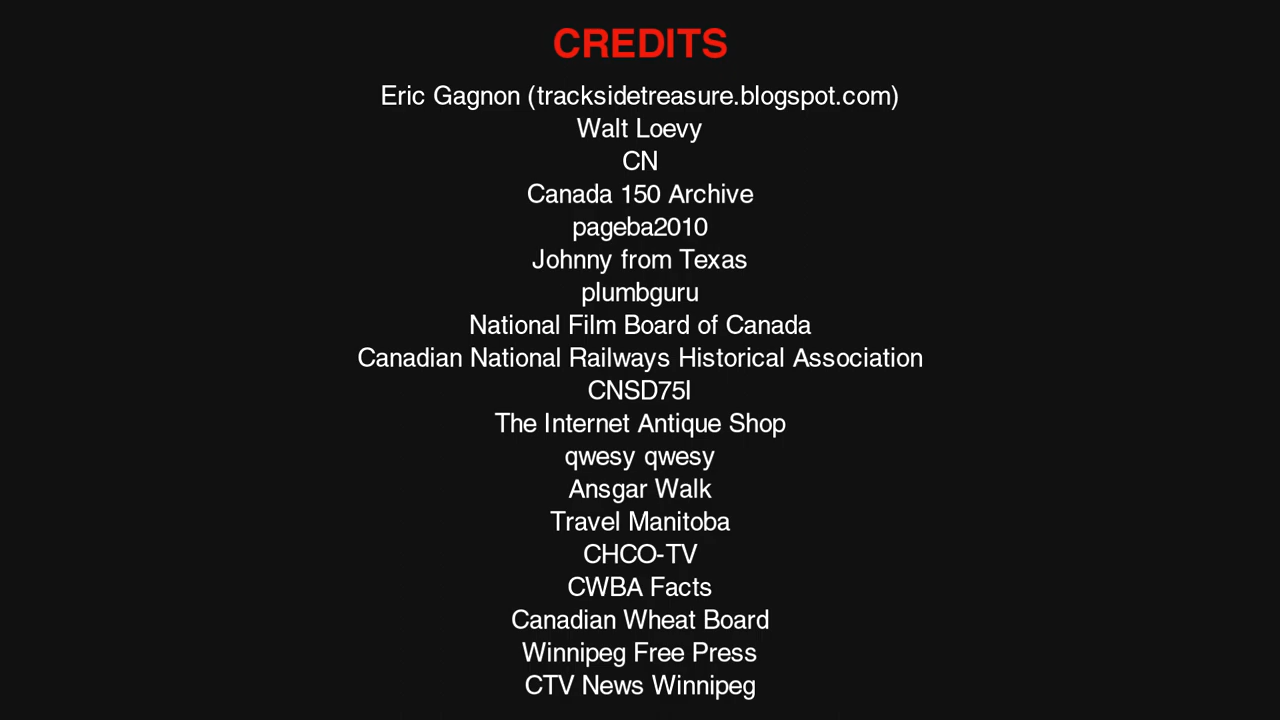 CREDITS
Eric Gagnon (tracksidetreasure.blogspot.com)
Walt Loevy
CN
Canada 150 Archive
pageba2010
Johnny from Texas
plumbguru
National Film Board of Canada
Canadian National Railways Historical Association
CNSD75I
The Internet Antique Shop
qwesy qwesy
Ansgar Walk
Travel Manitoba
CHCO-TV
CWBA Facts
Canadian Wheat Board
Winnipeg Free Press
CTV News Winnipeg